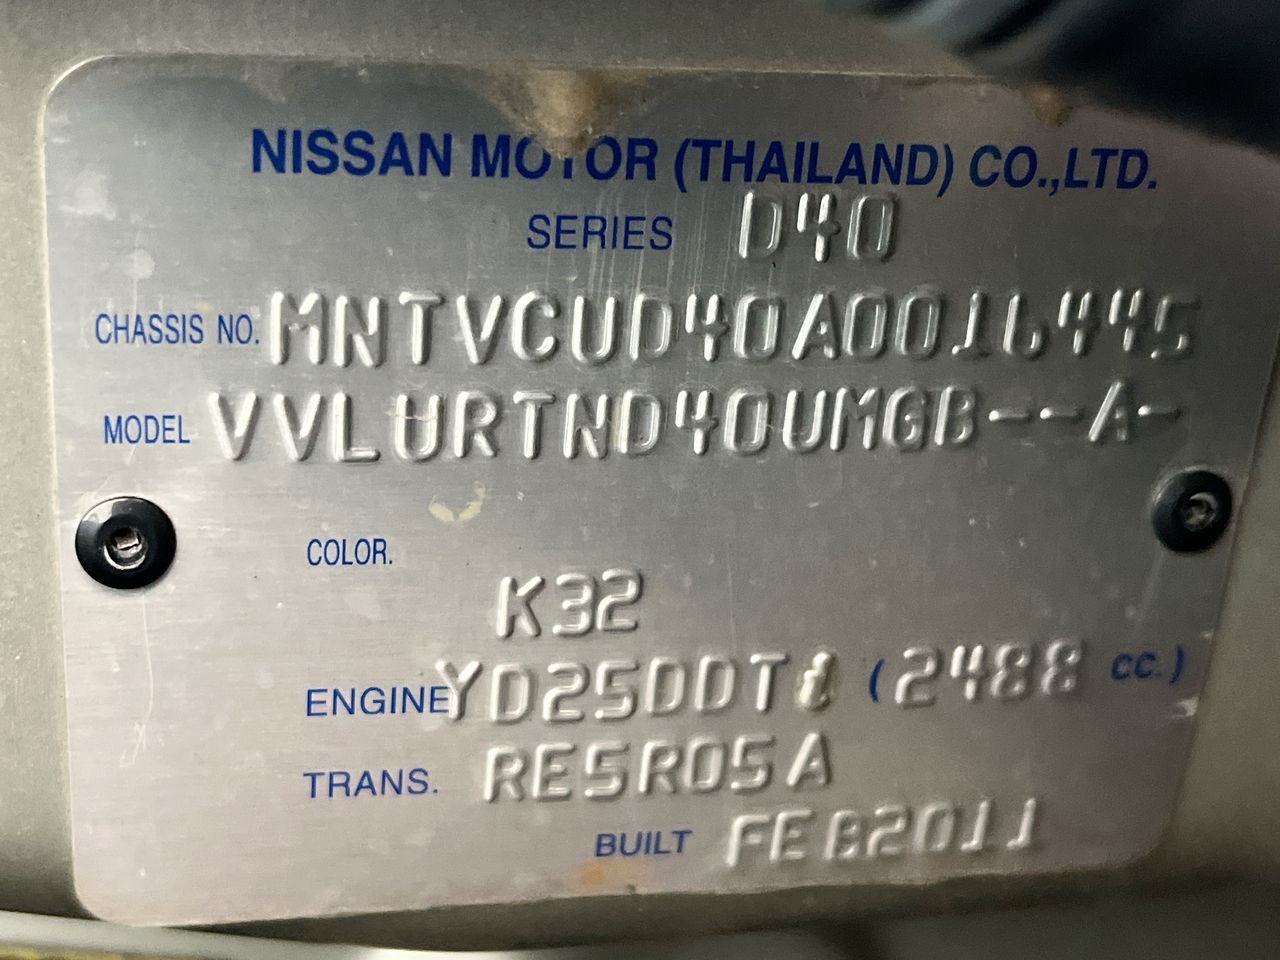 NISSAN MOTOR (THAILAND) CO.,LTD.
SERIES D40
CHASSIS NO. MNTVCUD40A0016445
MODEL VVLURTND40UMGB--A-
COLOR.
K32
ENGINE YD25DDTi (2488 cc.)
TRANS. RE5R05A
BUILT FEB2011